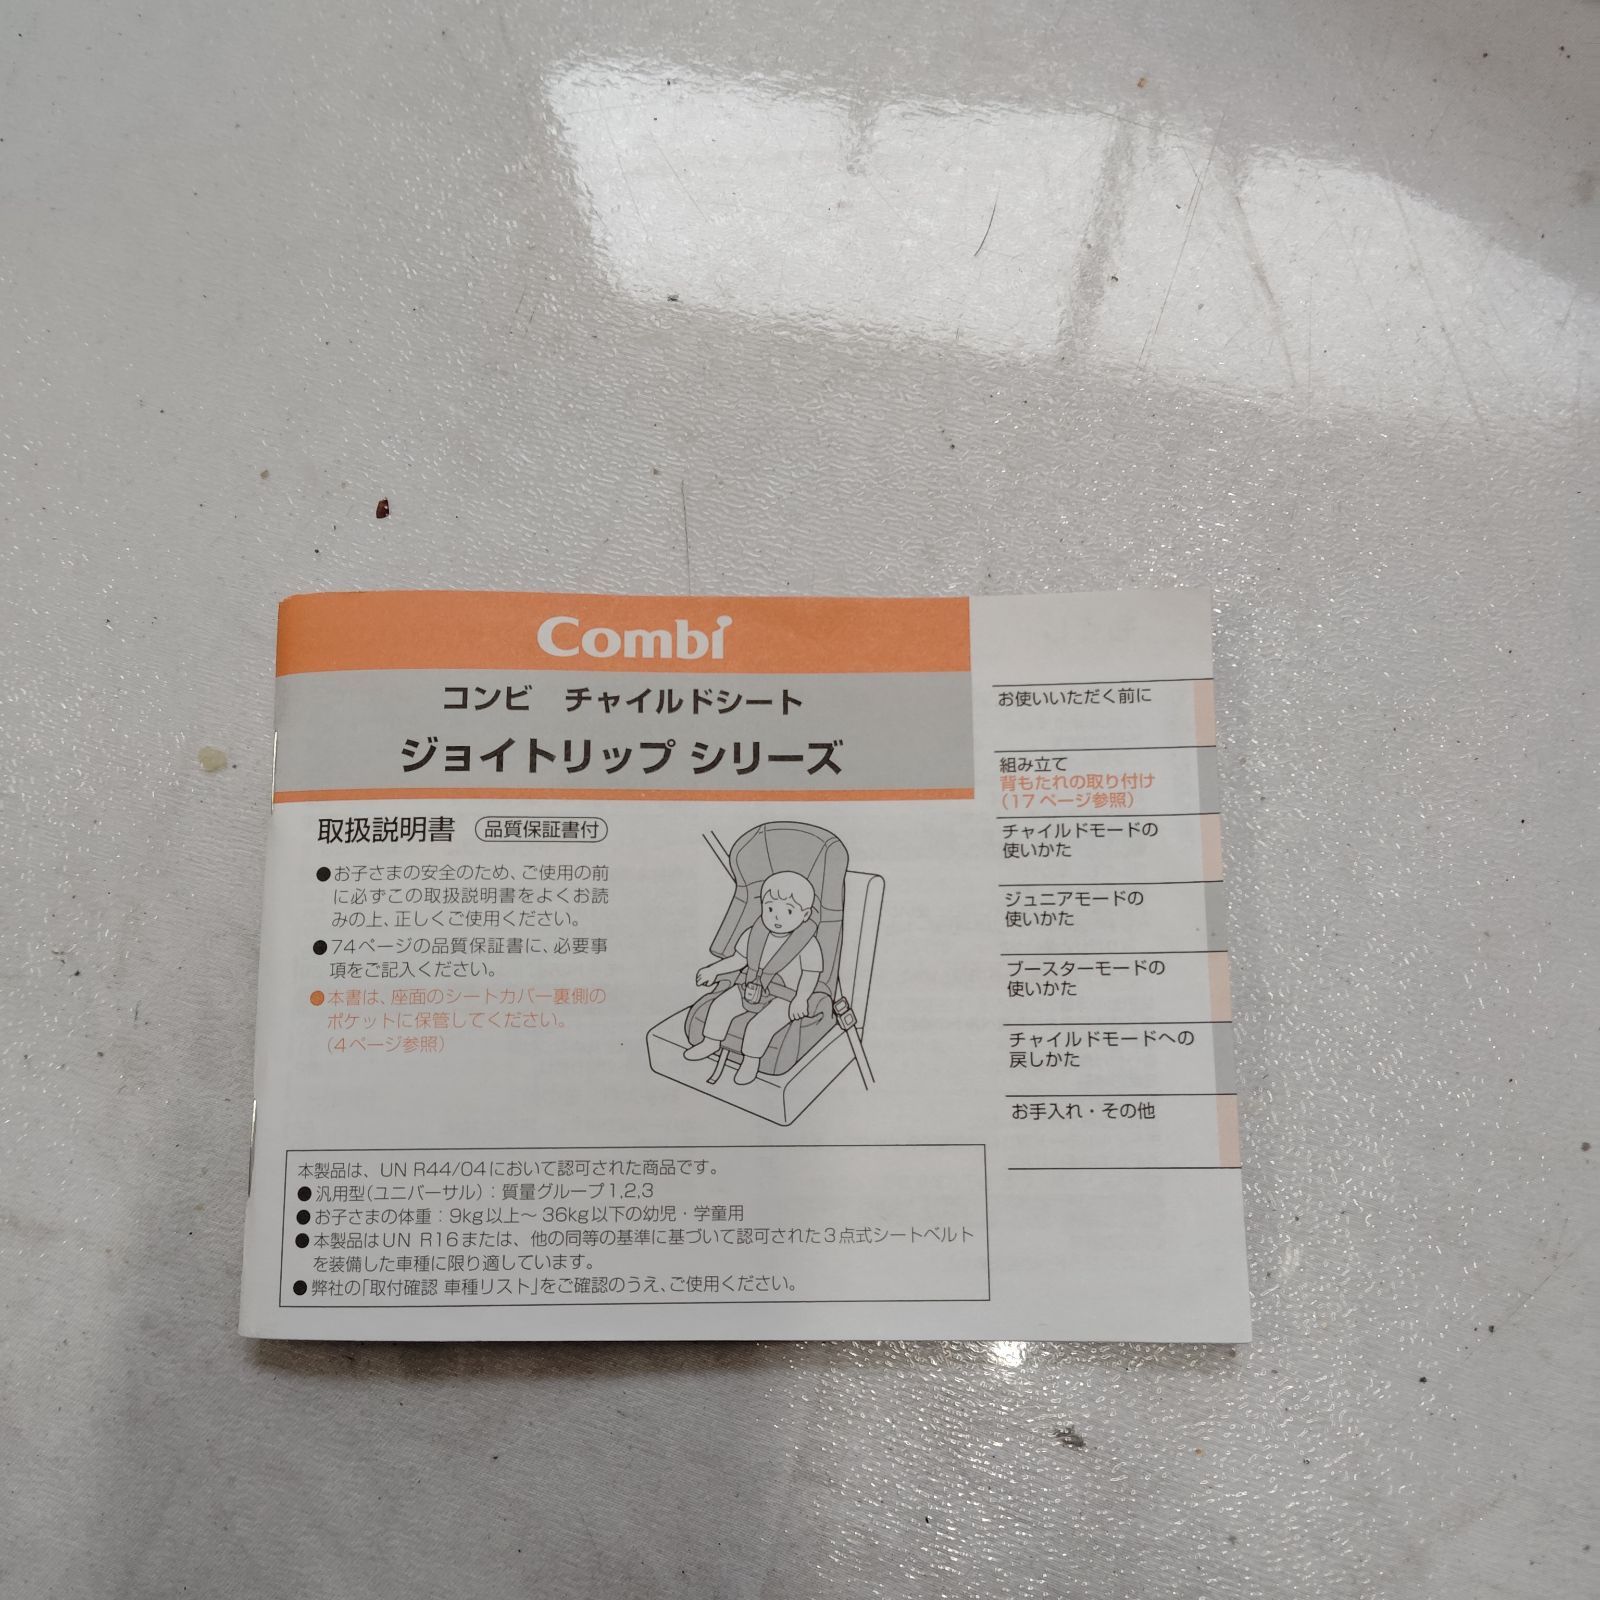 Combi
コンビ チャイルドシート
ジョイトリップ シリーズ
取扱説明書 品質保証書付
●お子さまの安全のため、ご使用の前
に必ずこの取扱説明書をよくお読
みの上、正しくご使用ください。
●74ページの品質保証書に、必要事
項をご記入ください。
●本書は、座面のシートカバー裏側の
ポケットに保管してください。
(4ページ参照)
本製品は、UN R44/04において認可された商品です。
●汎用型(ユニバーサル):質量グループ1,2,3
●お子さまの体重:9kg以上〜36kg以下の幼児・学童用
●本製品はUN R16または、他の同等の基準に基づいて認可された3点式シートベルト
を装備した車種に限り適しています。
●弊社の「取付確認 車種リスト」をご確認のうえ、ご使用ください。
お使いいただく前に
組み立て
背もたれの取り付け
(17ページ参照)
チャイルドモードの
使いかた
ジュニアモードの
使いかた
ブースターモードの
使いかた
チャイルドモードへの
戻しかた
お手入れ・その他